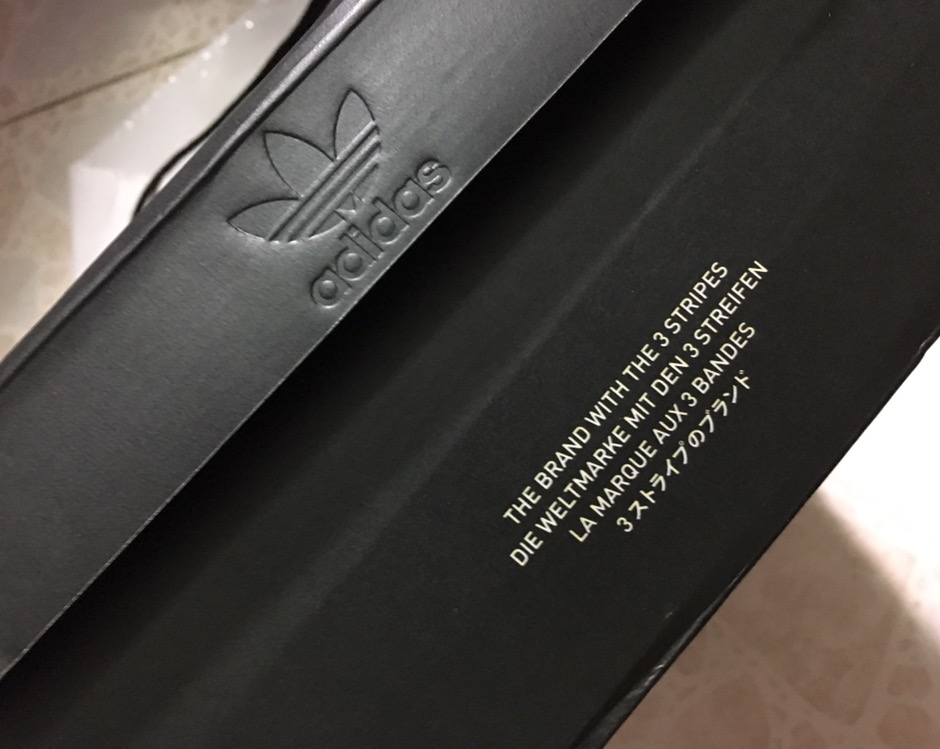 adidas
THE BRAND WITH THE 3 STRIPES
DIE WELTMARKE MIT DEN 3 STREIFEN
LA MARQUE AUX 3 BANDES
3 ストライプのブランド